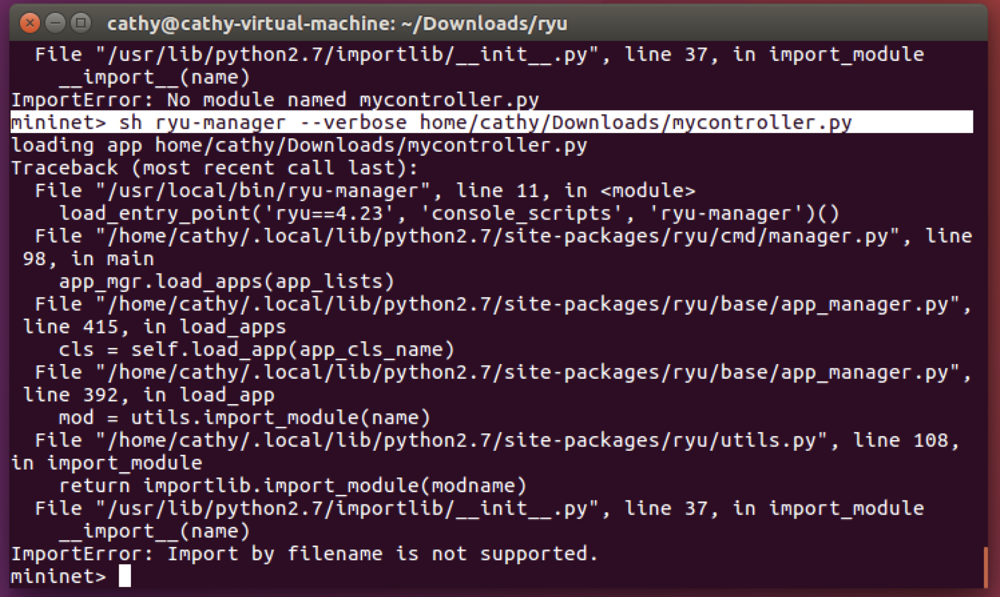 cathy@cathy-virtual-machine: ~/Downloads/ryu
  File "/usr/lib/python2.7/importlib/__init__.py", line 37, in import_module
    __import__(name)
ImportError: No module named mycontroller.py
mininet> sh ryu-manager --verbose home/cathy/Downloads/mycontroller.py
loading app home/cathy/Downloads/mycontroller.py
Traceback (most recent call last):
  File "/usr/local/bin/ryu-manager", line 11, in <module>
    load_entry_point('ryu==4.23', 'console_scripts', 'ryu-manager')()
  File "/home/cathy/.local/lib/python2.7/site-packages/ryu/cmd/manager.py", line
 98, in main
    app_mgr.load_apps(app_lists)
  File "/home/cathy/.local/lib/python2.7/site-packages/ryu/base/app_manager.py",
 line 415, in load_apps
    cls = self.load_app(app_cls_name)
  File "/home/cathy/.local/lib/python2.7/site-packages/ryu/base/app_manager.py",
 line 392, in load_app
    mod = utils.import_module(name)
  File "/home/cathy/.local/lib/python2.7/site-packages/ryu/utils.py", line 108,
in import_module
    return importlib.import_module(modname)
  File "/usr/lib/python2.7/importlib/__init__.py", line 37, in import_module
    __import__(name)
ImportError: Import by filename is not supported.
mininet>